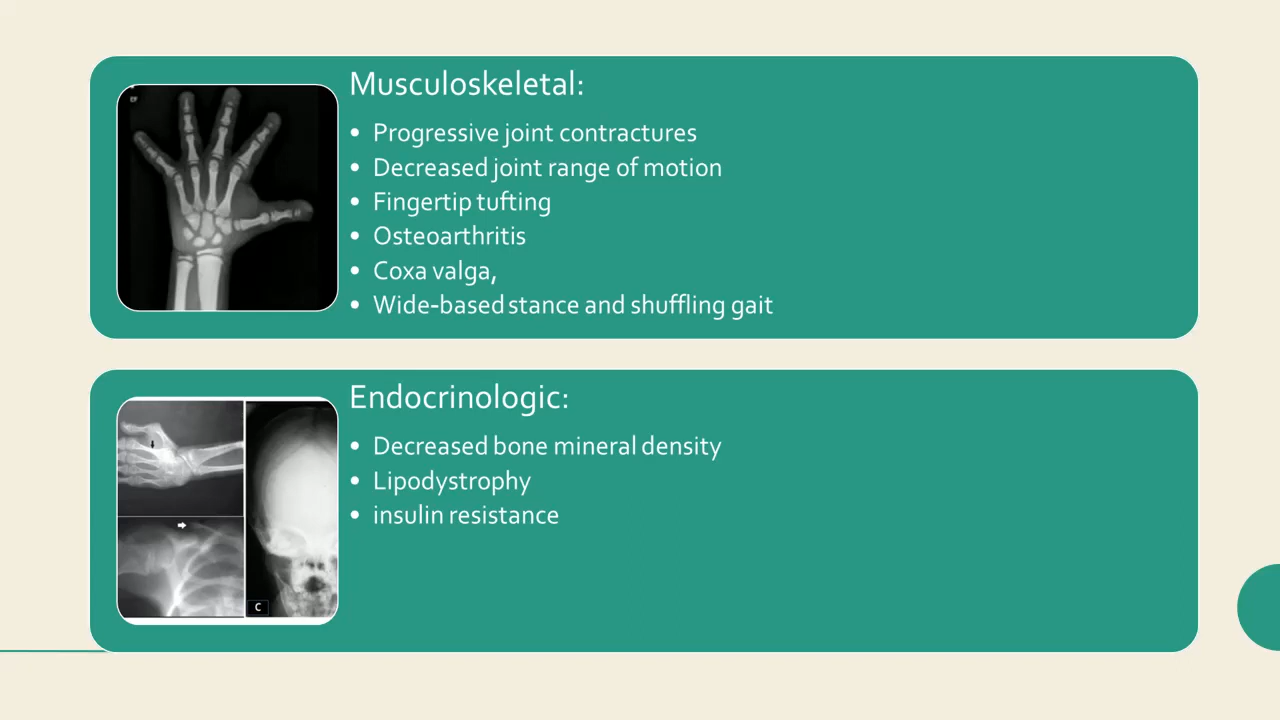 Musculoskeletal:
• Progressive joint contractures
• Decreased joint range of motion
• Fingertip tufting
• Osteoarthritis
• Coxa valga,
• Wide-based stance and shuffling gait
Endocrinologic:
• Decreased bone mineral density
• Lipodystrophy
• insulin resistance
C